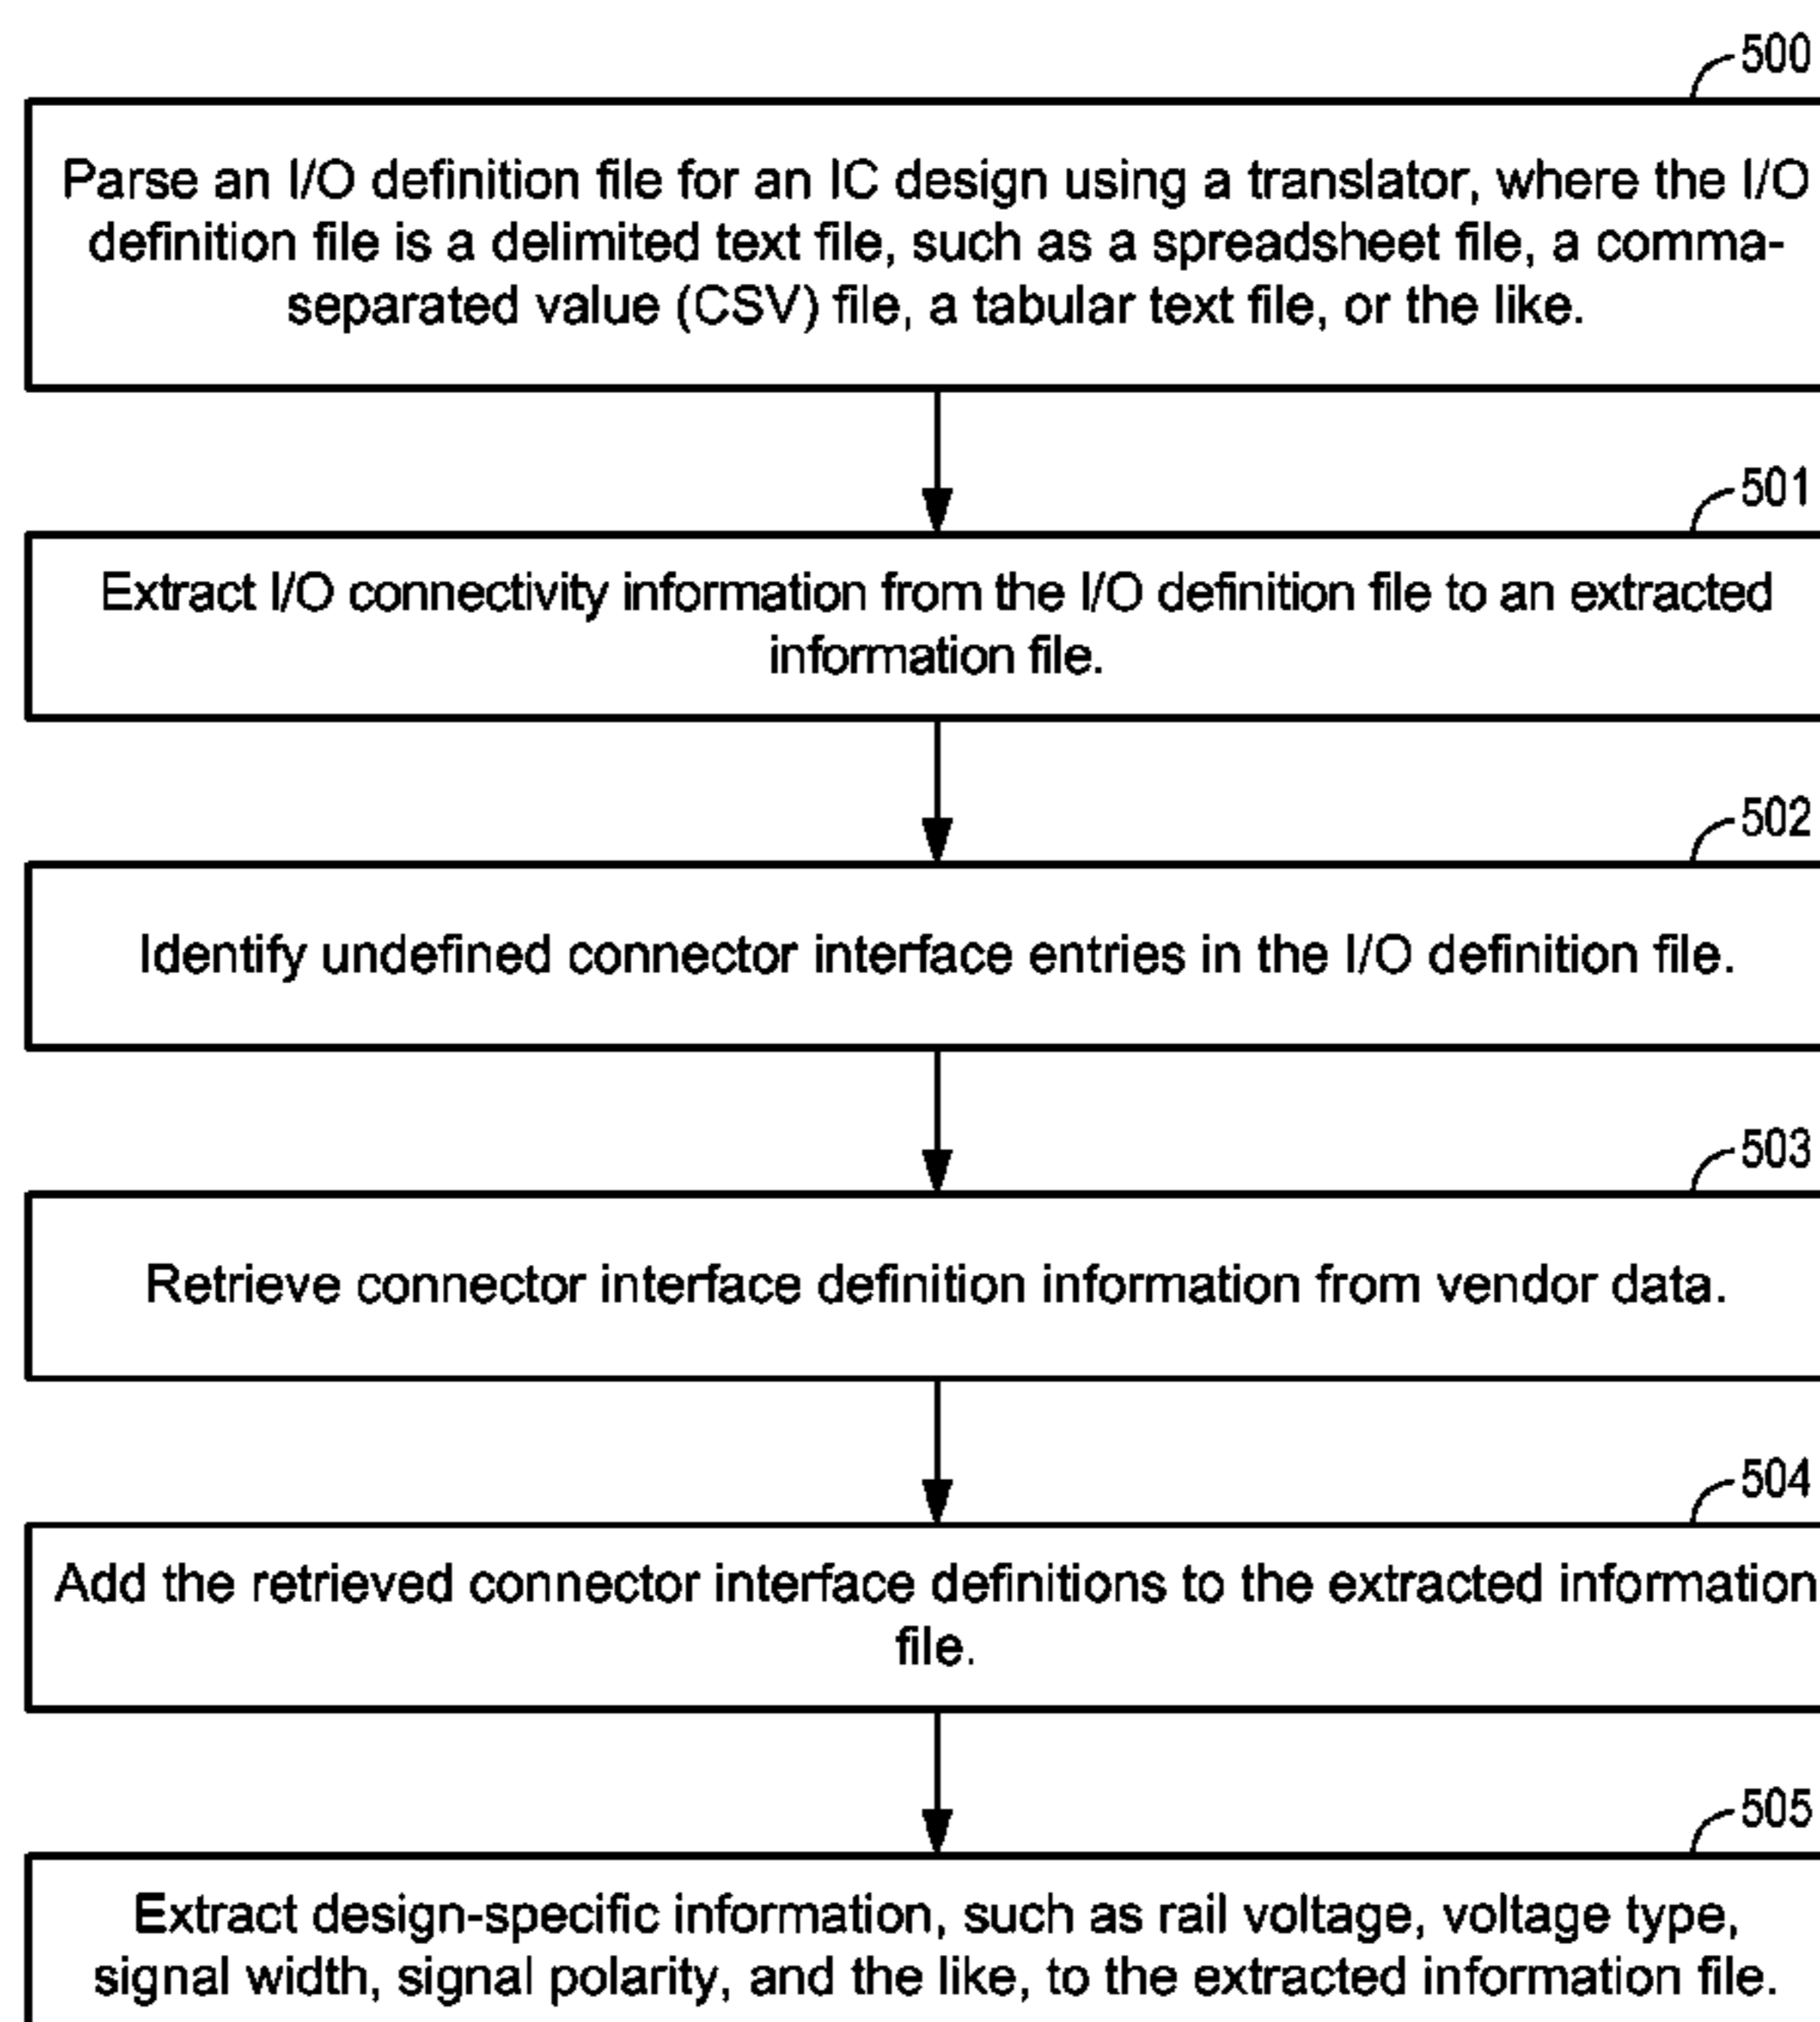 500
Parse an I/O definition file for an IC design using a translator, where the I/O
definition file is a delimited text file, such as a spreadsheet file, a comma-
separated value (CSV) file, a tabular text file, or the like.
501
Extract I/O connectivity information from the I/O definition file to an extracted
information file.
502
Identify undefined connector interface entries in the I/O definition file.
503
Retrieve connector interface definition information from vendor data.
504
Add the retrieved connector interface definitions to the extracted information
file.
505
Extract design-specific information, such as rail voltage, voltage type,
signal width, signal polarity, and the like, to the extracted information file.